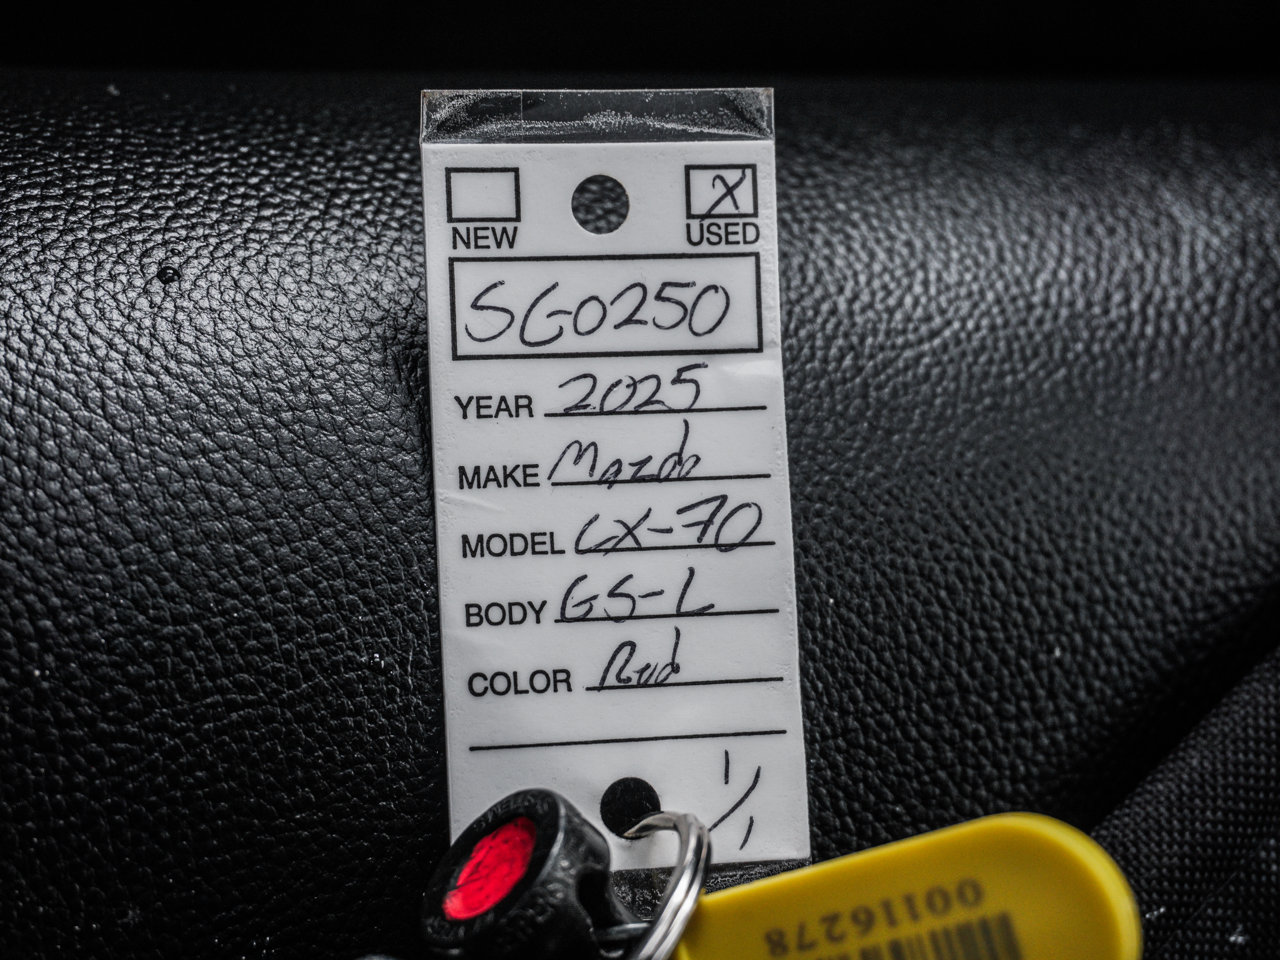 X
NEW USED
SG0250
YEAR 2025
MAKE Mazda
MODEL CX-70
BODY GS-L
COLOR Red
1/1
00116278